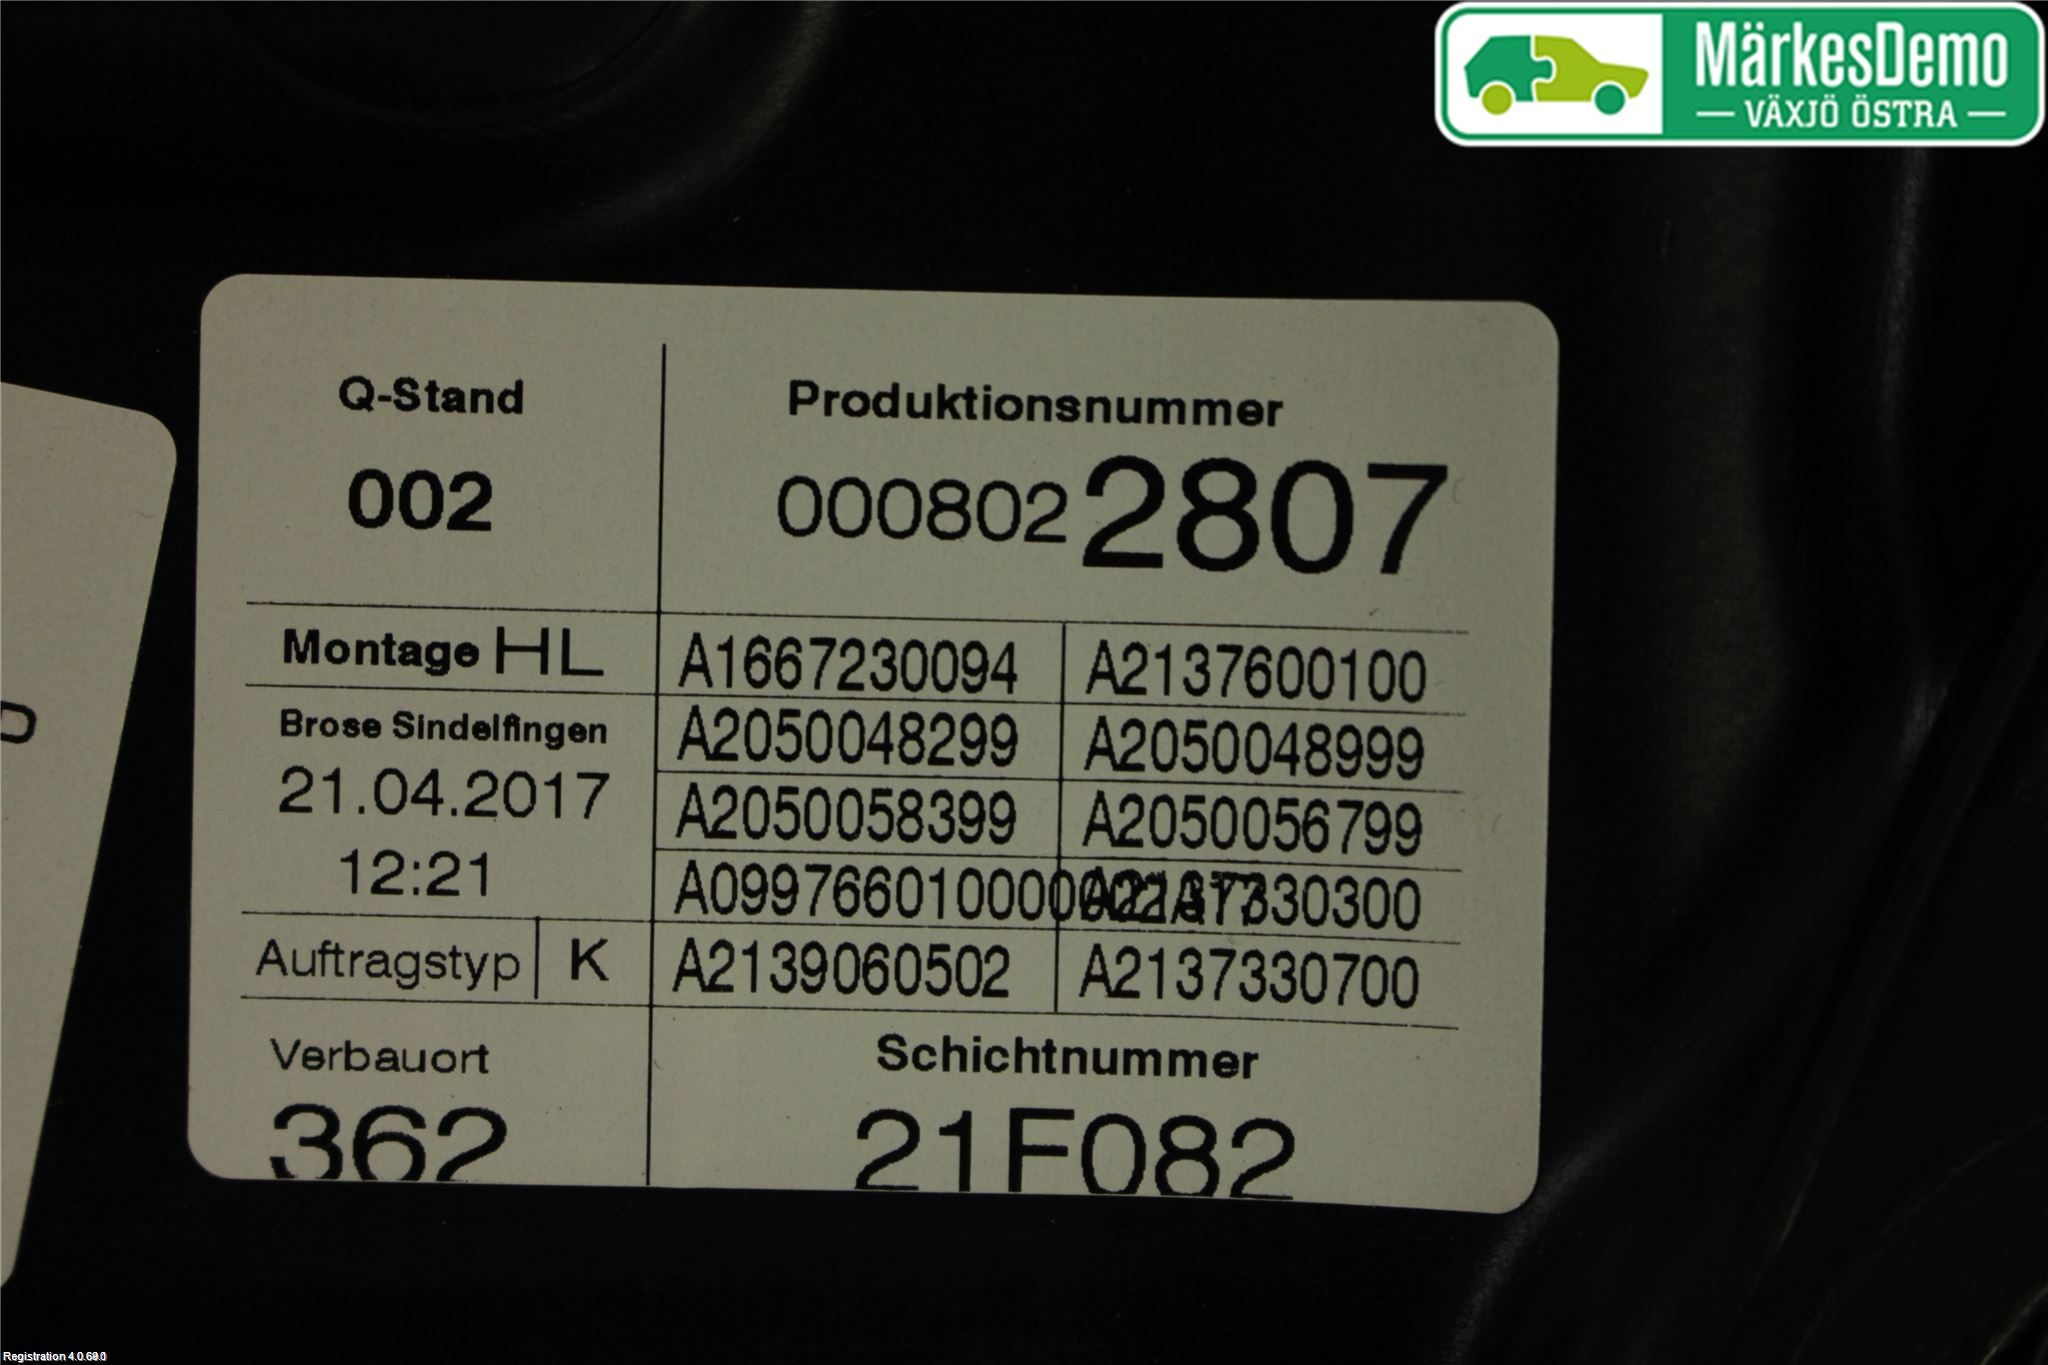 MärkesDemo
— VÄXJÖ ÖSTRA —
Q-Stand
002
Produktionsnummer
0008022807
Montage HL
Brose Sindelfingen
21.04.2017
12:21
Auftragstyp K
A1667230094 A2137600100
A2050048299 A2050048999
A2050058399 A2050056799
A2139060502 A2137330700
Verbauort
362
Schichtnummer
21F082
Registration